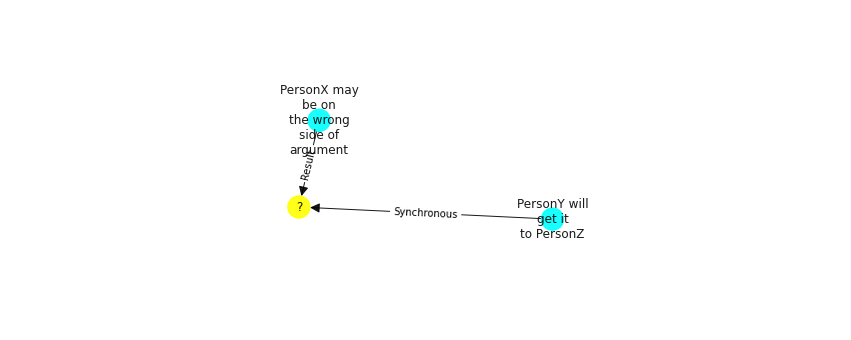 PersonX may
be on
the wrong
side of
argument
Result
?
Synchronous
PersonY will
get it
to PersonZ